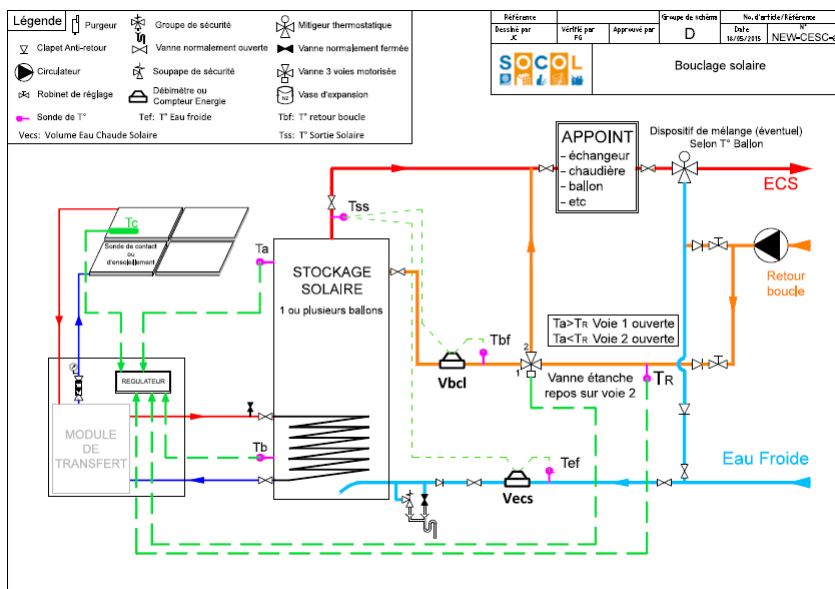 Légende
Purgeur
Groupe de sécurité
Mitigeur thermostatique
Clapet Anti-retour
Vanne normalement ouverte
Vanne normalement fermée
Circulateur
Soupape de sécurité
Vanne 3 voies motorisée
Robinet de réglage
Débimètre ou
Compteur Energie
Vase d'expansion
Sonde de T°
Tef: T° Eau froide
Tbf: T° retour boucle
Vecs: Volume Eau Chaude Solaire
Tss: T° Sortie Solaire
Référence
Groupe de schéma
No. d'article/Référence
Dessiné par
JC
Vérifié par
FG
Approuvé par
D
Date
18/05/2015
NEW-CESC-
SOCOL
Bouclage solaire
APPOINT
- échangeur
- chaudière
- ballon
- etc
Dispositif de mélange (éventuel)
Selon T° Ballon
ECS
Tss
Tc
Sonde de contact
ou
d'ensoleillement
Ta
STOCKAGE
SOLAIRE
1 ou plusieurs ballons
Retour
boucle
Ta>TR Voie 1 ouverte
Ta<TR Voie 2 ouverte
Tbf
2
1
Vbcl
Vanne étanche
repos sur voie 2
TR
REGULATEUR
MODULE
DE
TRANSFERT
Tb
Tef
Vecs
Eau Froide